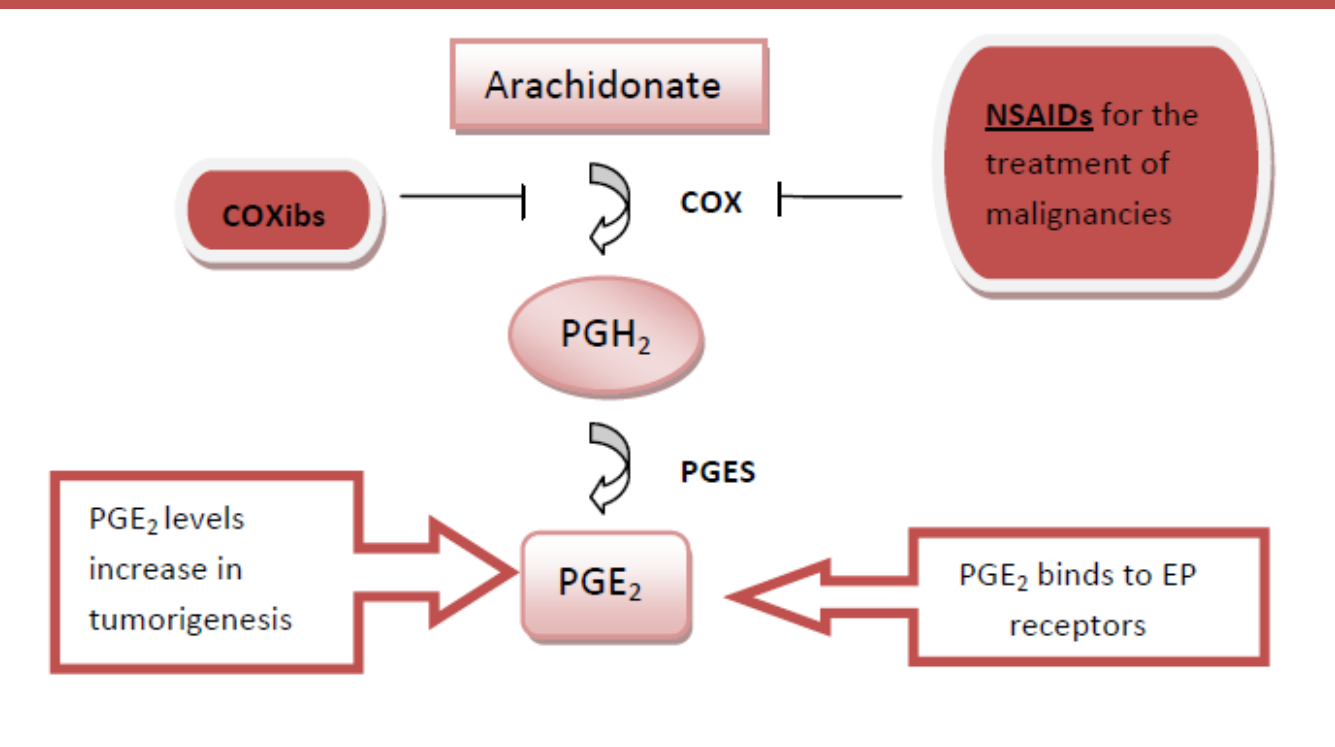 Arachidonate
NSAIDs for the
treatment of
malignancies
COXibs
COX
PGH₂
PGES
PGE₂ levels
increase in
tumorigenesis
PGE₂
PGE₂ binds to EP
receptors